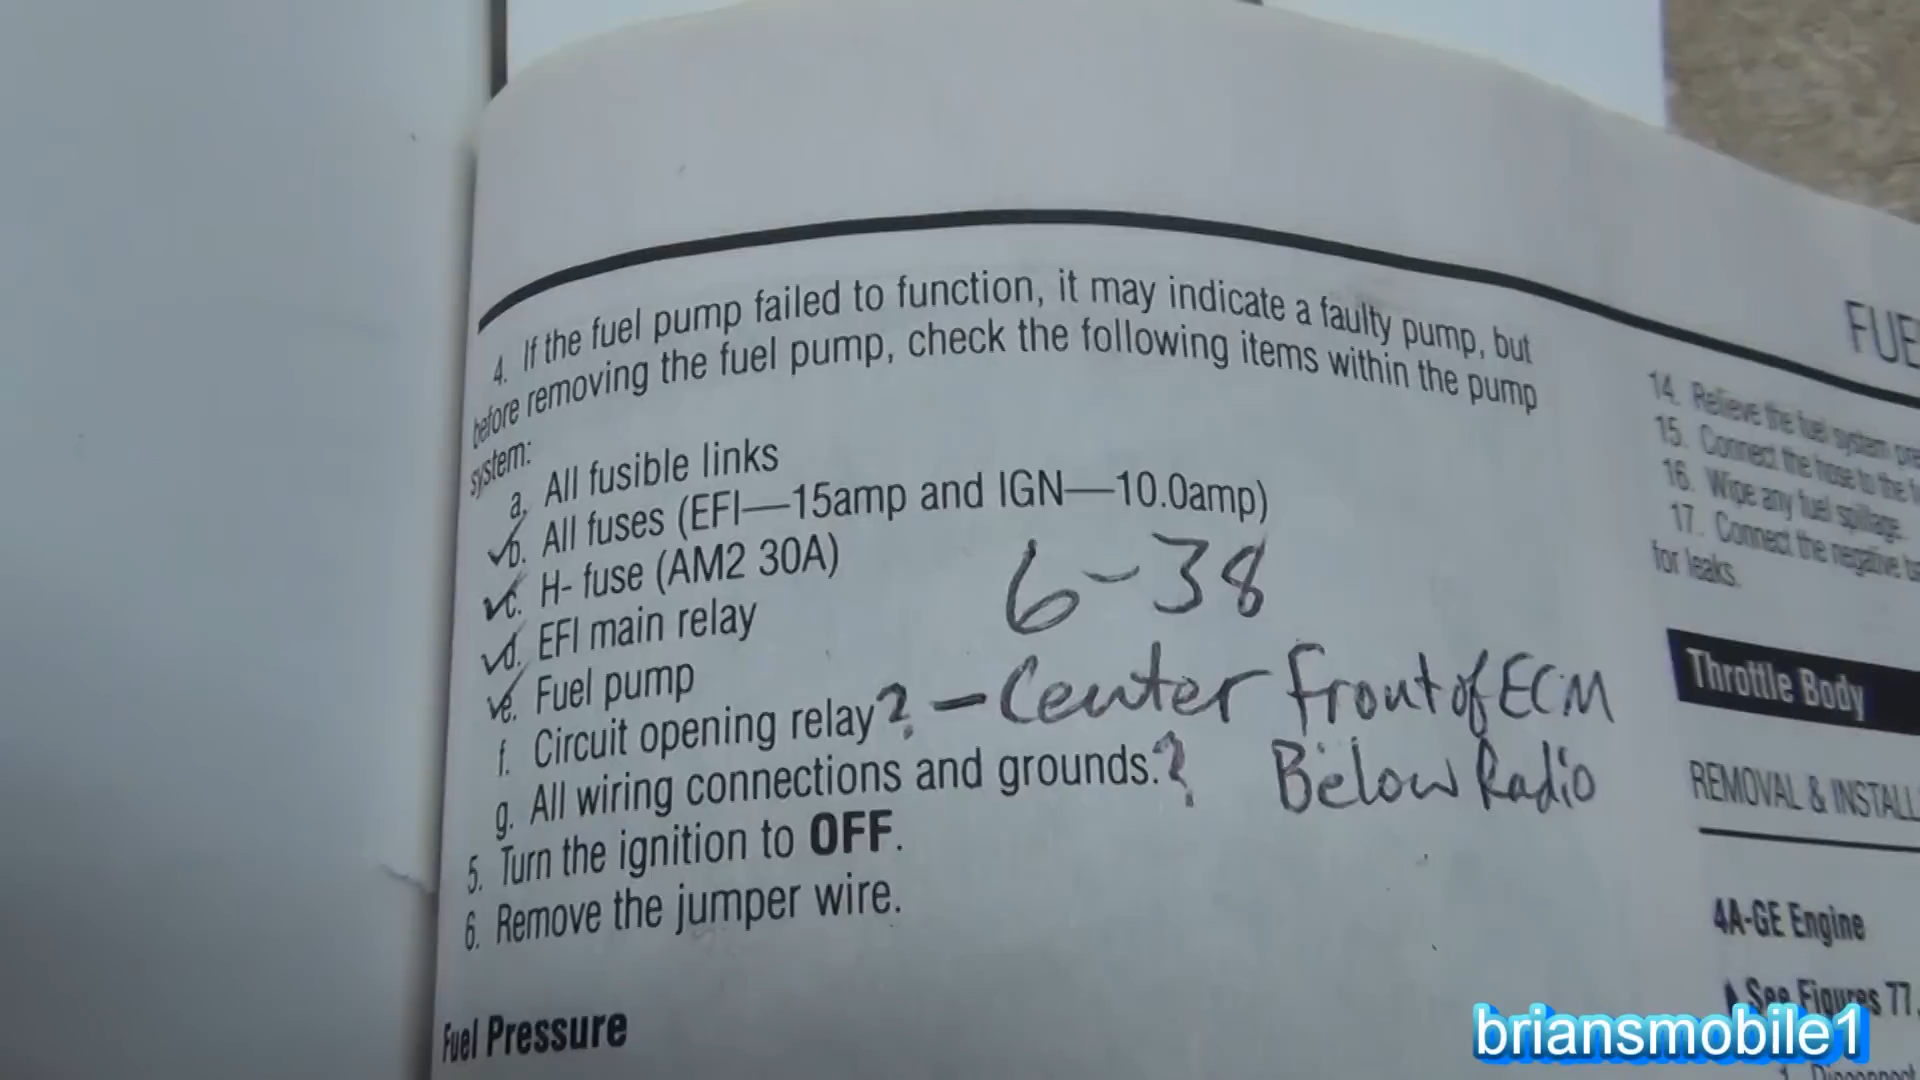 4. If the fuel pump failed to function, it may indicate a faulty pump, but
before removing the fuel pump, check the following items within the pump
system:
a. All fusible links
✓b. All fuses (EFI—15amp and IGN—10.0amp)
✓c. H- fuse (AM2 30A)
6-38
✓d. EFI main relay
✓e. Fuel pump
f. Circuit opening relay? - Center Front of ECM
Below Radio
g. All wiring connections and grounds.?
5. Turn the ignition to OFF.
6. Remove the jumper wire.
Fuel Pressure
14. Relieve the fuel system
15. Connect the hose to the
16. Wipe any fuel spillage.
17. Connect the negative
for leaks.
Throttle Body
REMOVAL &
4A-GE Engine
See Figures 77,
briansmobile1